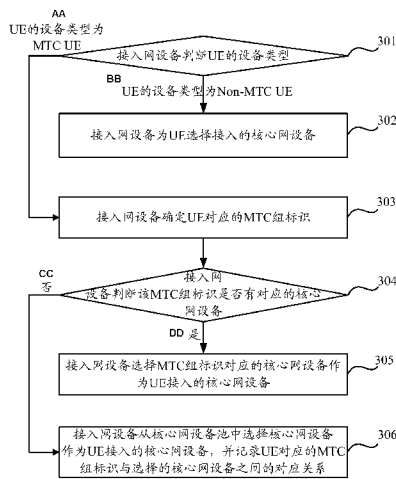 AA
UE的设备类型为
MTC UE
接入网设备判断UE的设备类型
301
BB
UE的设备类型为Non-MTC UE
接入网设备为UE选择接入的核心网设备
302
接入网设备确定UE对应的MTC组标识
303
接入网
设备判断该MTC组标识是否有对应的核心
网设备
304
CC
否
DD 是
接入网设备选择MTC组标识对应的核心网设备作
为UE接入的核心网设备
305
接入网设备从核心网设备池中选择核心网设备
作为UE接入的核心网设备，并记录UE对应的MTC
组标识与选择的核心网设备之间的对应关系
306